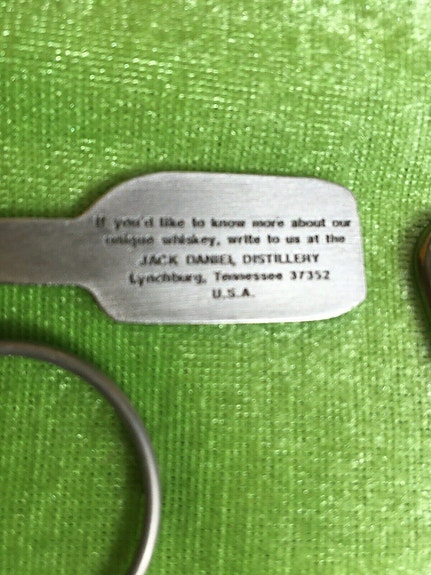 If you'd like to know more about our
unique whiskey, write to us at the
JACK DANIEL DISTILLERY
Lynchburg, Tennessee 37352
U.S.A.